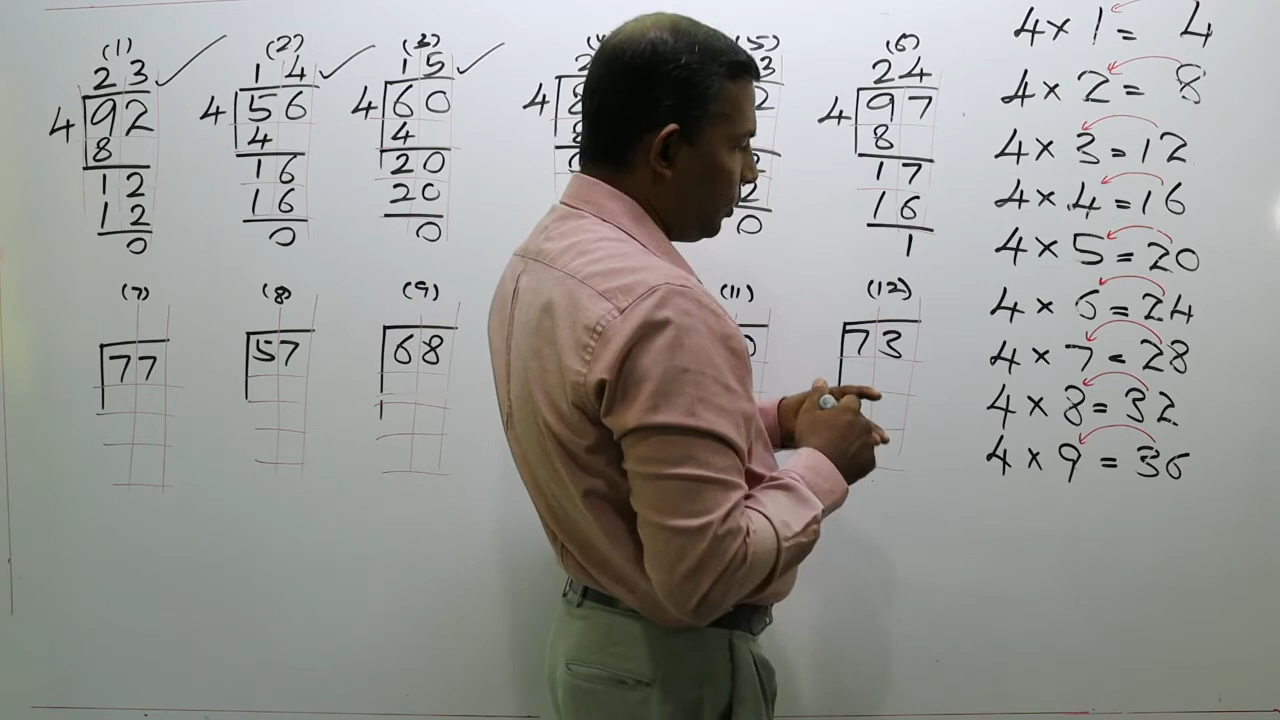 (1) (2) (3) (5) (6)
23 14 15 24
4 92 4 56 4 60 4 97
8 4 4 8
12 16 20 17
12 16 20 16
0 0 0 0 1
(7) (8) (9) (11) (12)
77 57 68 73
4 × 1 = 4
4 × 2 = 8
4 × 3 = 12
4 × 4 = 16
4 × 5 = 20
4 × 6 = 24
4 × 7 = 28
4 × 8 = 32
4 × 9 = 36